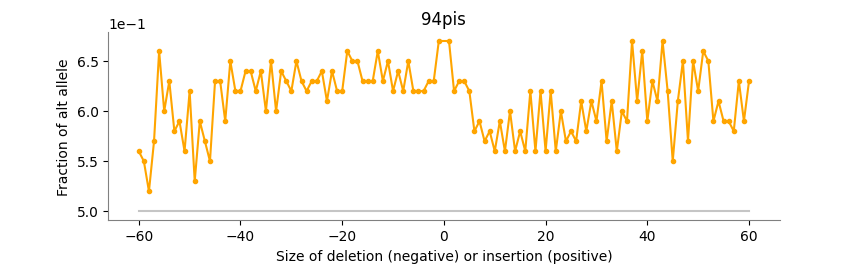 94pis
1e−1
Fraction of alt allele
6.5
6.0
5.5
5.0
−60 −40 −20 0 20 40 60
Size of deletion (negative) or insertion (positive)